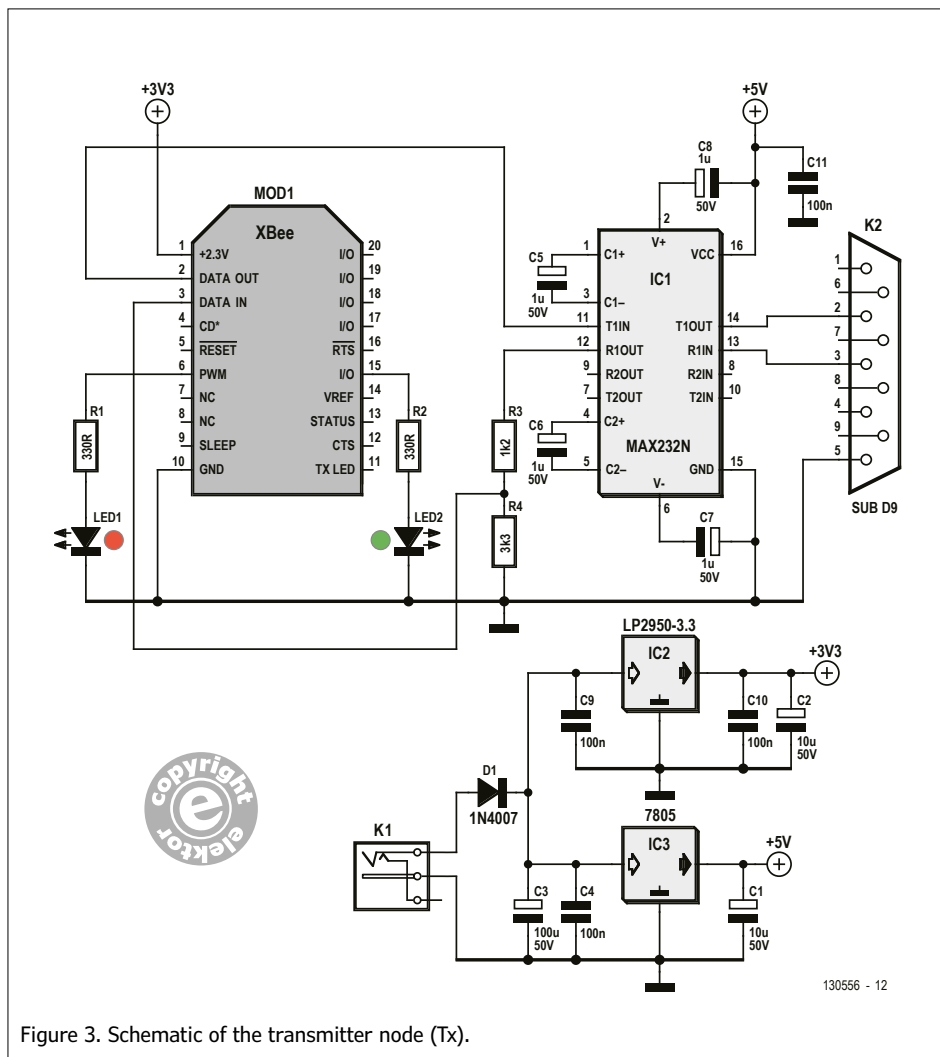 +3V3
+5V
C8
1u
50V
C11
100n
MOD1
XBee
1 +2.3V
2 DATA OUT
3 DATA IN
4 CD*
5 RESET
6 PWM
7 NC
8 NC
9 SLEEP
10 GND
I/O 20
I/O 19
I/O 18
I/O 17
RTS 16
I/O 15
VREF 14
STATUS 13
CTS 12
TX LED 11
R1
330R
LED1
R2
330R
LED2
R3
1k2
R4
3k3
C5
1u
50V
C6
1u
50V
2
V+
IC1
1 C1+
3 C1–
11 T1IN
12 R1OUT
9 R2OUT
7 T2OUT
4 C2+
5 C2–
VCC 16
T1OUT 14
R1IN 13
R2IN 8
T2IN 10
MAX232N
GND 15
V-
6
C7
1u
50V
K2
1
6
2
7
3
8
4
9
5
SUB D9
LP2950-3.3
IC2
+3V3
C9
100n
C10
100n
C2
10u
50V
D1
1N4007
K1
7805
IC3
+5V
C3
100u
50V
C4
100n
C1
10u
50V
copyright
e
elektor
130556 - 12
Figure 3. Schematic of the transmitter node (Tx).